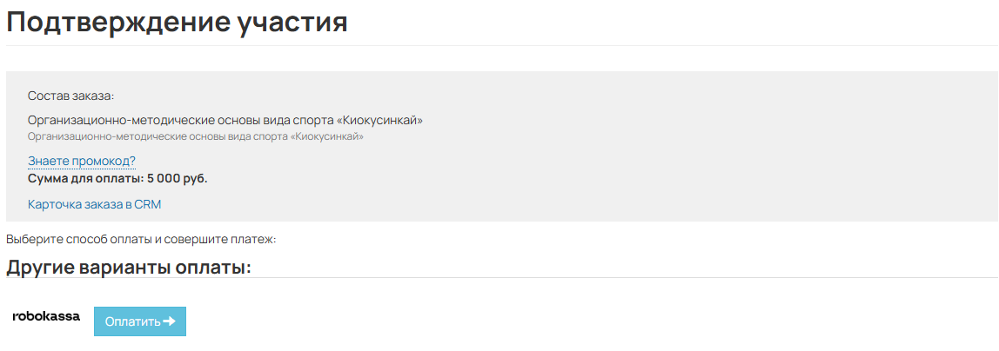 Подтверждение участия
Состав заказа:
Организационно-методические основы вида спорта «Киокусинкай»
Организационно-методические основы вида спорта «Киокусинкай»
Знаете промокод?
Сумма для оплаты: 5 000 руб.
Карточка заказа в CRM
Выберите способ оплаты и совершите платеж:
Другие варианты оплаты:
robokassa Оплатить